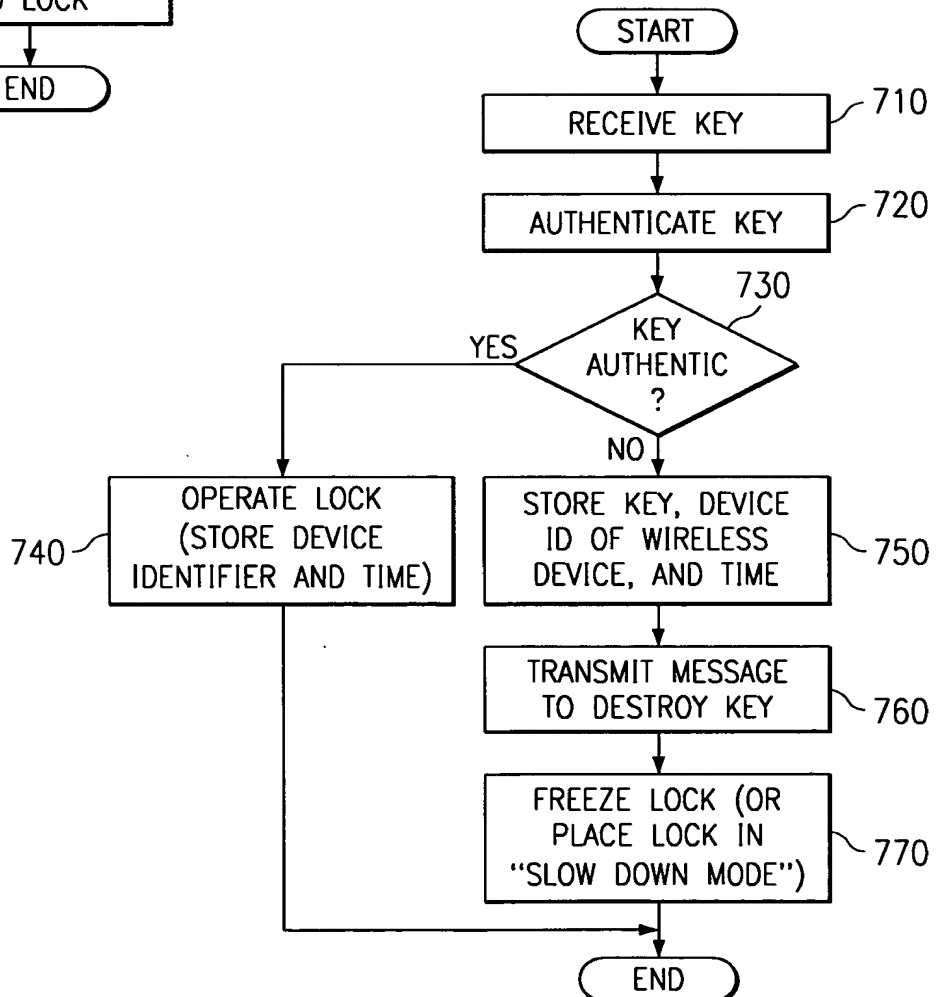 LOCK
END
START
RECEIVE KEY
710
AUTHENTICATE KEY
720
730
KEY
AUTHENTIC
?
YES
NO
OPERATE LOCK
(STORE DEVICE
IDENTIFIER AND TIME)
740
STORE KEY, DEVICE
ID OF WIRELESS
DEVICE, AND TIME
750
TRANSMIT MESSAGE
TO DESTROY KEY
760
FREEZE LOCK (OR
PLACE LOCK IN
“SLOW DOWN MODE”)
770
END